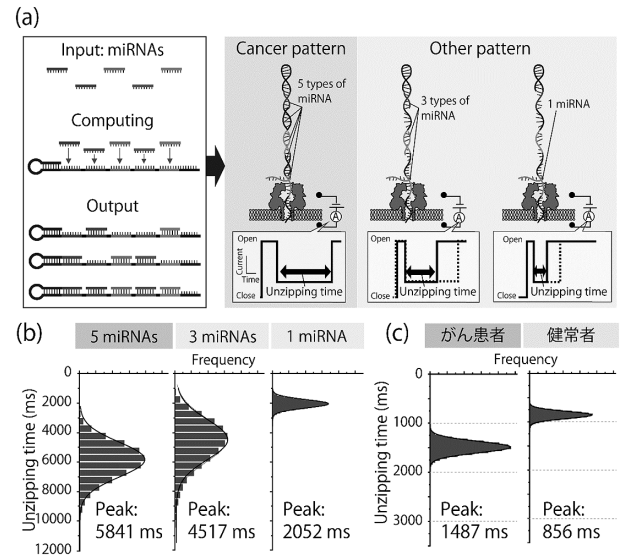 (a)
Input: miRNAs
Computing
Output
Cancer pattern
Other pattern
5 types of
miRNA
3 types of
miRNA
1 miRNA
A
A
A
Open
Current
Time
Close
Unzipping time
Open
Close
Unzipping time
Open
Close
Unzipping time
(b)
5 miRNAs
3 miRNAs
1 miRNA
Frequency
Unzipping time (ms)
0
2000
4000
6000
8000
10000
12000
Peak:
5841 ms
Peak:
4517 ms
Peak:
2052 ms
(c)
がん患者
健常者
Frequency
Unzipping time (ms)
0
1000
2000
3000
Peak:
1487 ms
Peak:
856 ms